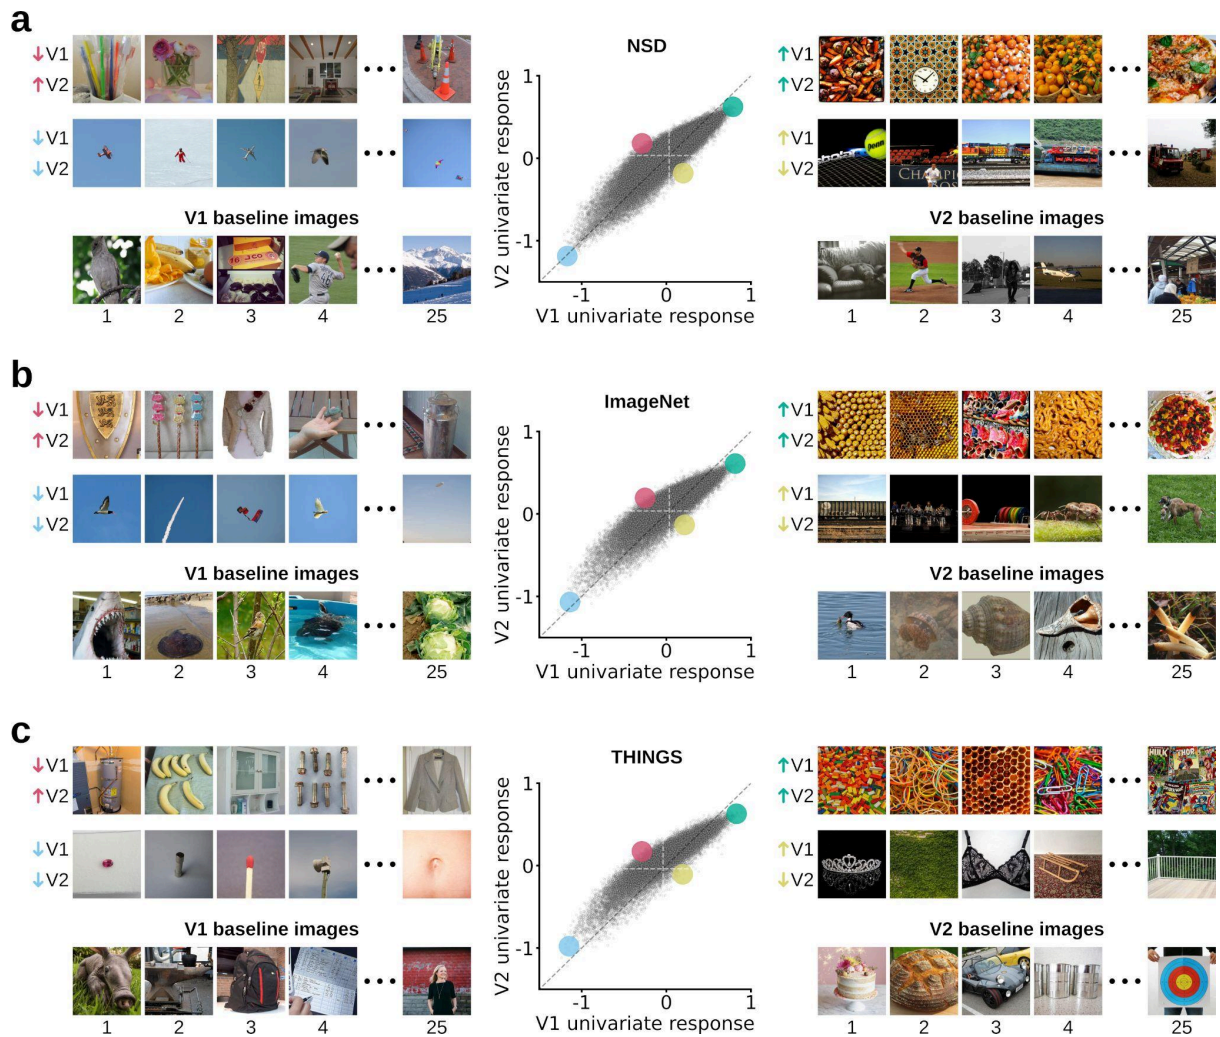 a
NSD
↓V1
↑V2
↓V1
↓V2
V1 baseline images
1 2 3 4 25
V2 univariate response
1
0
-1
-1 0 1
V1 univariate response
↑V1
↑V2
↑V1
↓V2
Penn
CHAMPI
V2 baseline images
1 2 3 4 25
b
ImageNet
↓V1
↑V2
↓V1
↓V2
V1 baseline images
1 2 3 4 25
V2 univariate response
1
0
-1
-1 0 1
V1 univariate response
↑V1
↑V2
↑V1
↓V2
V2 baseline images
1 2 3 4 25
c
THINGS
↓V1
↑V2
↓V1
↓V2
V1 baseline images
1 2 3 4 25
V2 univariate response
1
0
-1
-1 0 1
V1 univariate response
↑V1
↑V2
HULK THOR
↑V1
↓V2
V2 baseline images
1 2 3 4 25